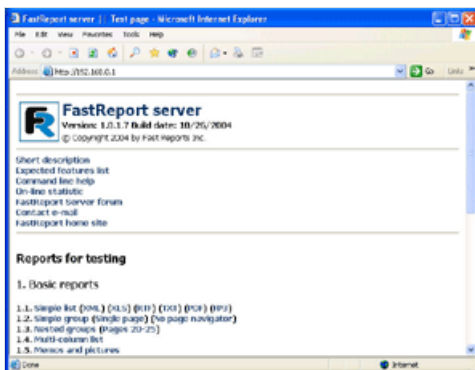 FastReport server || Test page - Microsoft Internet Explorer
File Edit View Favorites Tools Help
Address http://192.168.0.1 Go Links »
FR
FastReport server
Version: 1.0.1.7 Build date: 10/26/2004
© Copyright 2004 by Fast Reports Inc.
Short description
Expected features list
Command line help
On-line statistic
FastReport Server forum
Contact e-mail
FastReport home site
Reports for testing
1. Basic reports
1.1. Simple list (XML) (XLS) (RTF) (TXT) (PDF) (FP3)
1.2. Simple group (Single page) (No page navigator)
1.3. Nested groups (Pages 20-25)
1.4. Multi-column list
1.5. Memos and pictures
Done Internet